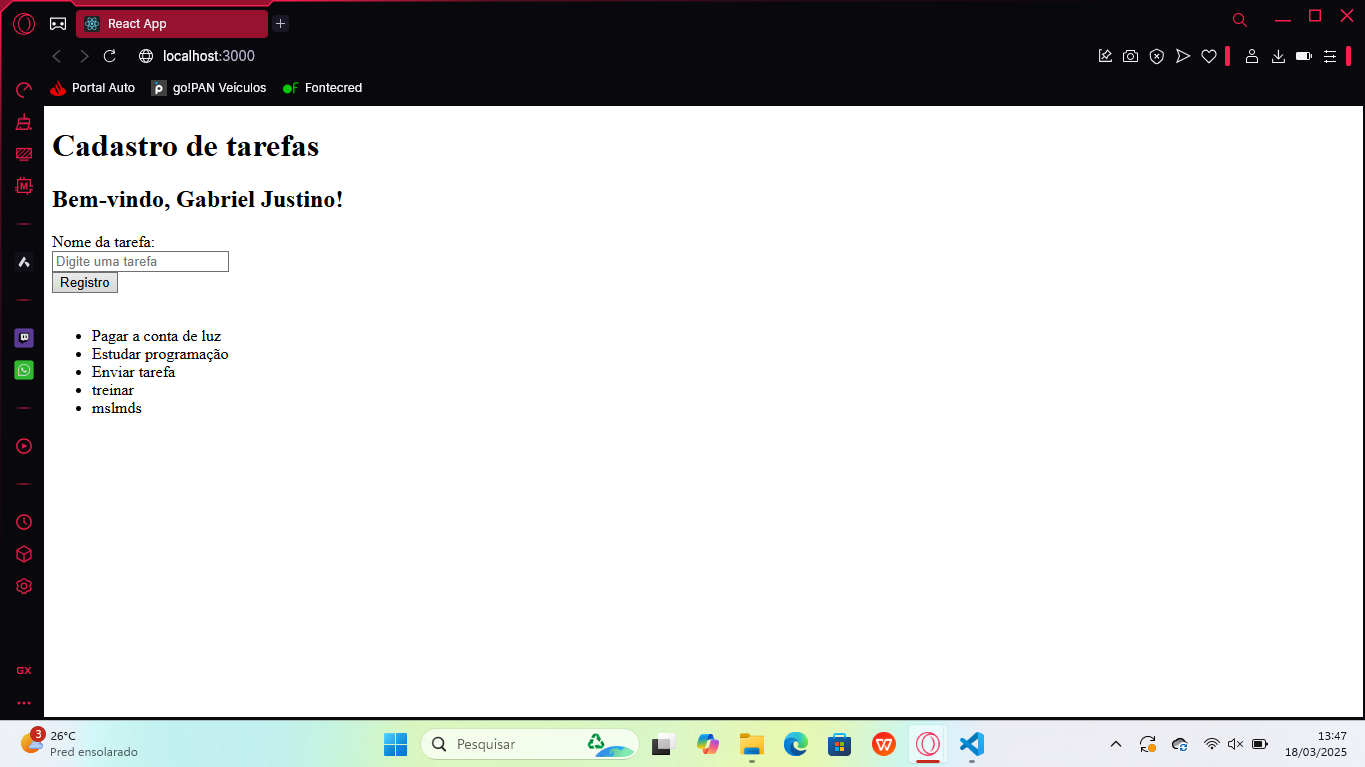 React App
localhost:3000
Portal Auto
go!PAN Veículos
Fontecred
Cadastro de tarefas
Bem-vindo, Gabriel Justino!
Nome da tarefa:
Digite uma tarefa
Registro
Pagar a conta de luz
Estudar programação
Enviar tarefa
treinar
mslmds
M
GX
3
26°C
Pred ensolarado
Pesquisar
13:47
18/03/2025